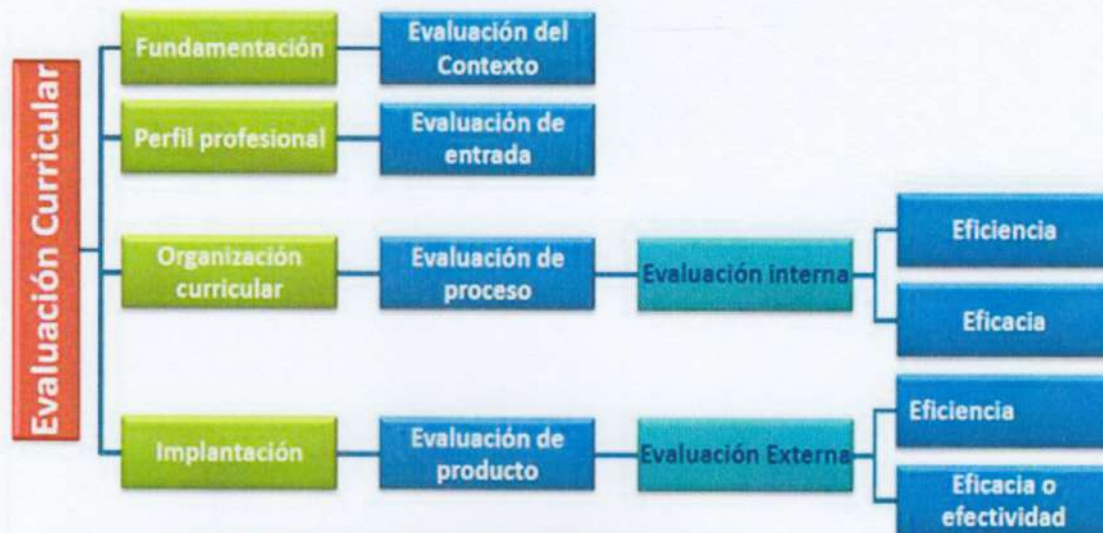 Evaluación Curricular
Fundamentación
Evaluación del
Contexto
Perfil profesional
Evaluación de
entrada
Organización
curricular
Evaluación de
proceso
Evaluación interna
Eficiencia
Eficacia
Implantación
Evaluación de
producto
Evaluación Externa
Eficiencia
Eficacia o
efectividad